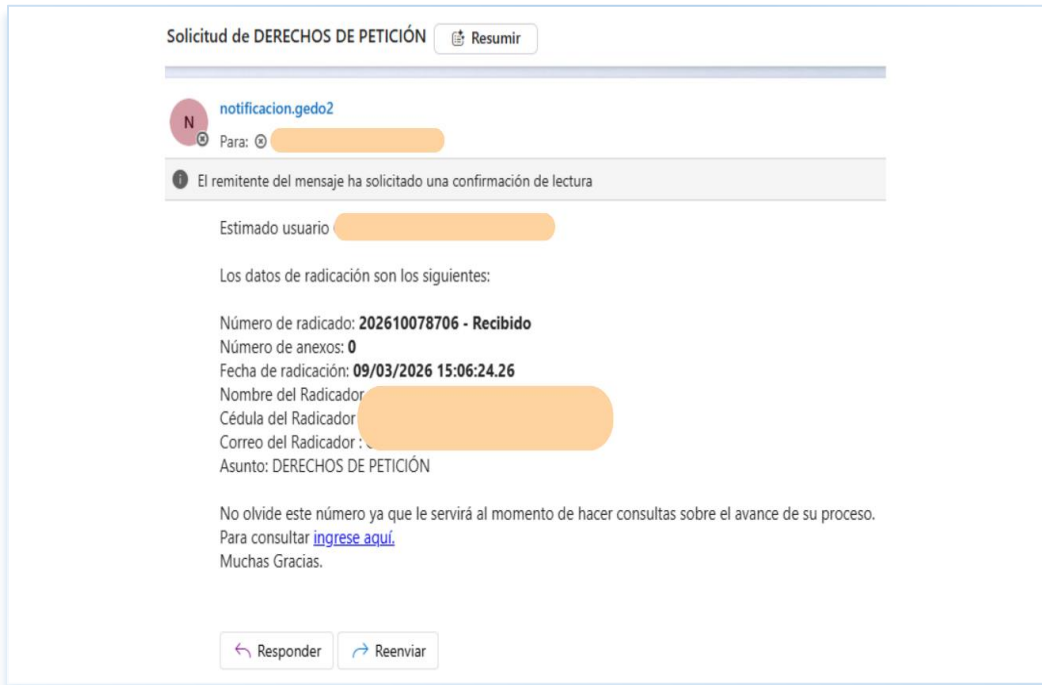 Solicitud de DERECHOS DE PETICIÓN Resumir
N
notificacion.gedo2
Para:
El remitente del mensaje ha solicitado una confirmación de lectura
Estimado usuario
Los datos de radicación son los siguientes:
Número de radicado: 202610078706 - Recibido
Número de anexos: 0
Fecha de radicación: 09/03/2026 15:06:24.26
Nombre del Radicador
Cédula del Radicador
Correo del Radicador :
Asunto: DERECHOS DE PETICIÓN
No olvide este número ya que le servirá al momento de hacer consultas sobre el avance de su proceso.
Para consultar ingrese aquí.
Muchas Gracias.
Responder Reenviar